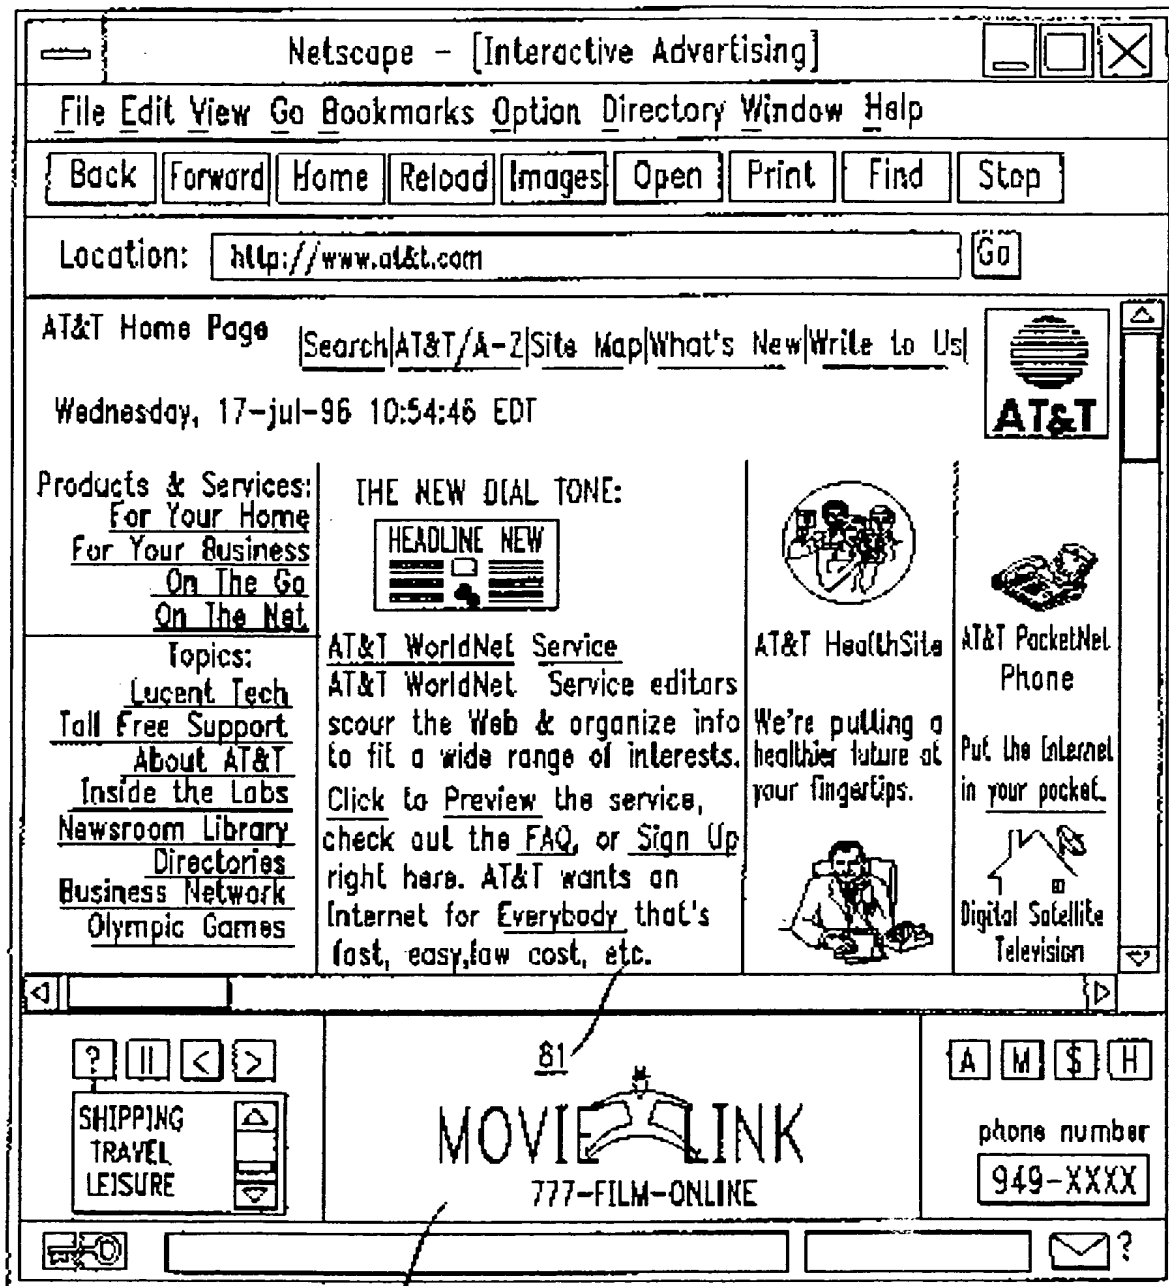 Netscape - [Interactive Advertising]
File Edit View Go Bookmarks Option Directory Window Help
Back Forward Home Reload Images Open Print Find Stop
Location: http://www.at&t.com Go
AT&T Home Page
Search|AT&T/A-Z|Site Map|What's New|Write to Us|
AT&T
Wednesday, 17-jul-96 10:54:46 EDT
Products & Services:
For Your Home
For Your Business
On The Go
On The Net
Topics:
Lucent Tech
Toll Free Support
About AT&T
Inside the Labs
Newsroom Library
Directories
Business Network
Olympic Games
THE NEW DIAL TONE:
HEADLINE NEW
AT&T WorldNet Service
AT&T WorldNet Service editors
scour the Web & organize info
to fit a wide range of interests.
Click to Preview the service,
check out the FAQ, or Sign Up
right here. AT&T wants an
Internet for Everybody that's
fast, easy,low cost, etc.
AT&T HealthSite
We're putting a
healthier future at
your fingertips.
AT&T PocketNet
Phone
Put the Internet
in your pocket.
Digital Satellite
Television
? || < >
SHIPPING
TRAVEL
LEISURE
81
MOVIE LINK
777-FILM-ONLINE
A M $ H
phone number
949-XXXX
?